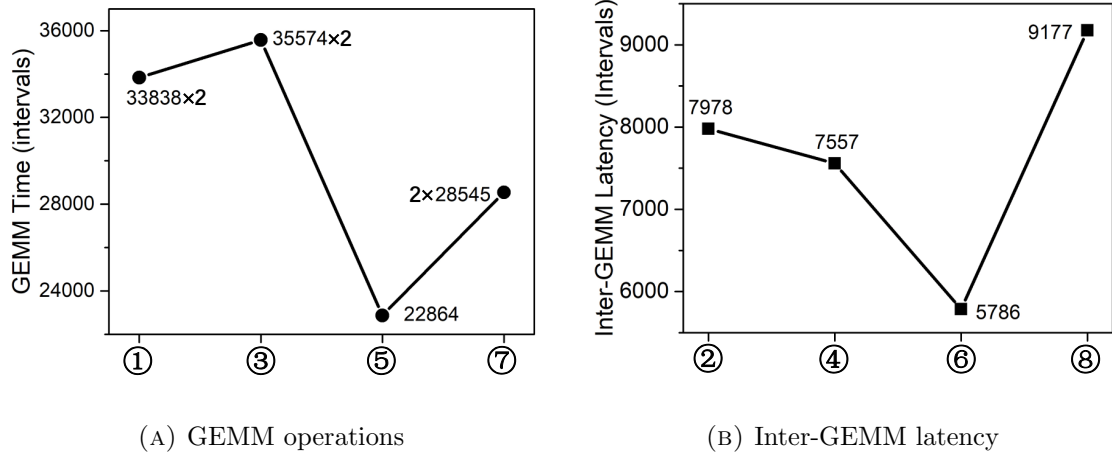 GEMM Time (intervals)
36000
32000
28000
24000
33838×2
35574×2
22864
2×28545
① ③ ⑤ ⑦
(A) GEMM operations
Inter-GEMM Latency (Intervals)
9000
8000
7000
6000
7978
7557
5786
9177
② ④ ⑥ ⑧
(B) Inter-GEMM latency